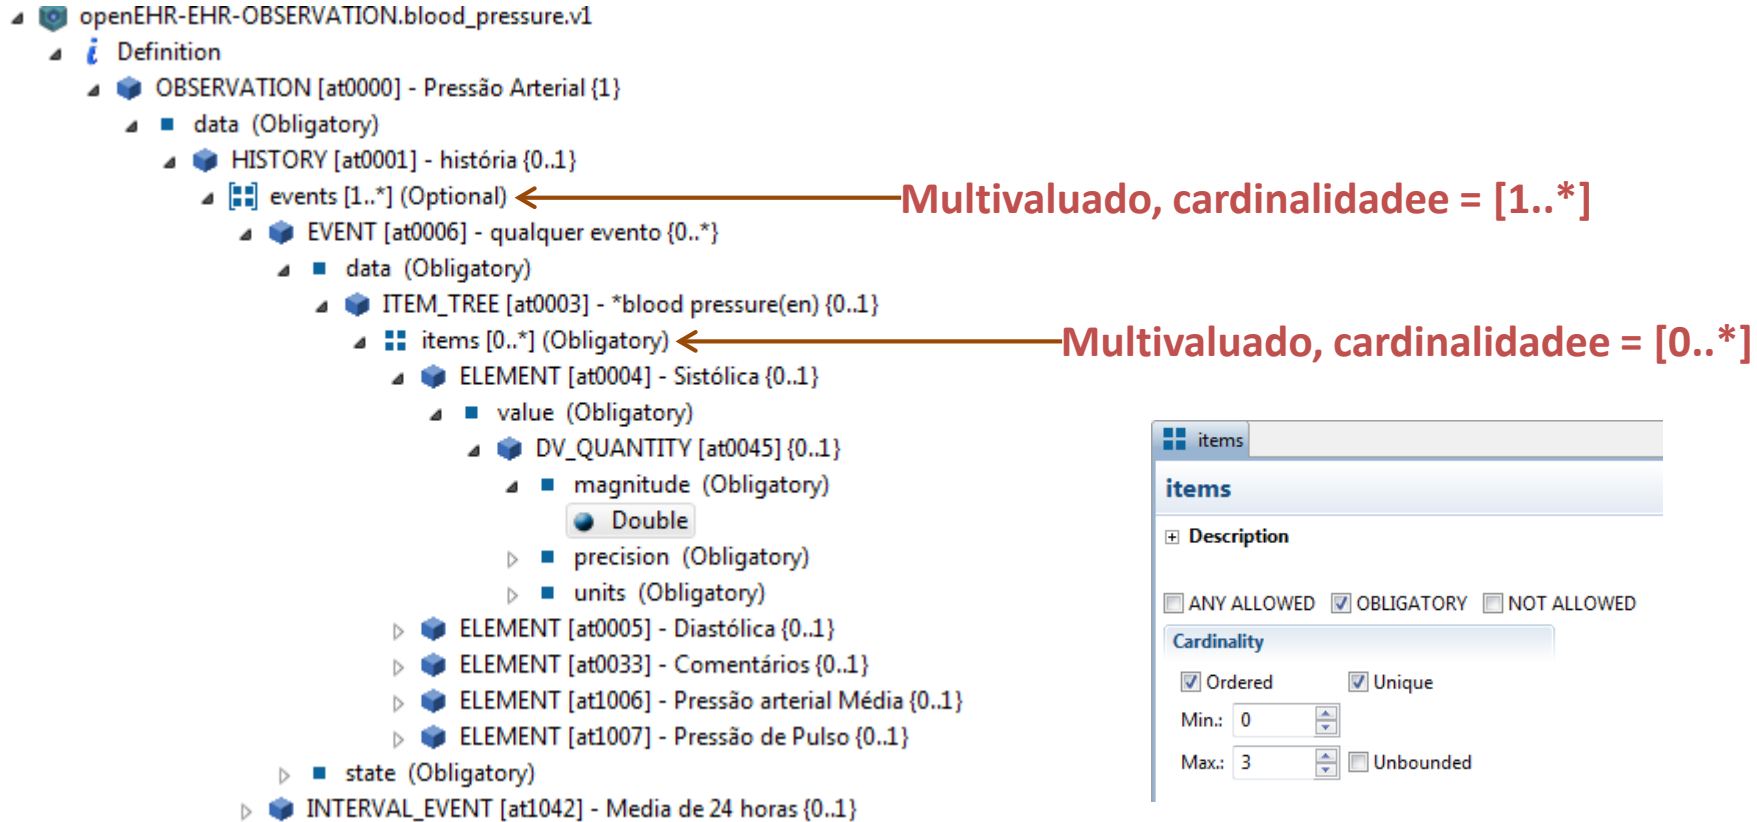 openEHR-EHR-OBSERVATION.blood_pressure.v1
Definition
OBSERVATION [at0000] - Pressão Arterial {1}
data (Obligatory)
HISTORY [at0001] - história {0..1}
events [1..*] (Optional)
Multivaluado, cardinalidadee = [1..*]
EVENT [at0006] - qualquer evento {0..*}
data (Obligatory)
ITEM_TREE [at0003] - *blood pressure(en) {0..1}
items [0..*] (Obligatory)
Multivaluado, cardinalidadee = [0..*]
ELEMENT [at0004] - Sistólica {0..1}
value (Obligatory)
DV_QUANTITY [at0045] {0..1}
magnitude (Obligatory)
Double
precision (Obligatory)
units (Obligatory)
ELEMENT [at0005] - Diastólica {0..1}
ELEMENT [at0033] - Comentários {0..1}
ELEMENT [at1006] - Pressão arterial Média {0..1}
ELEMENT [at1007] - Pressão de Pulso {0..1}
state (Obligatory)
INTERVAL_EVENT [at1042] - Media de 24 horas {0..1}
items
items
Description
ANY ALLOWED OBLIGATORY NOT ALLOWED
Cardinality
Ordered Unique
Min.: 0
Max.: 3 Unbounded